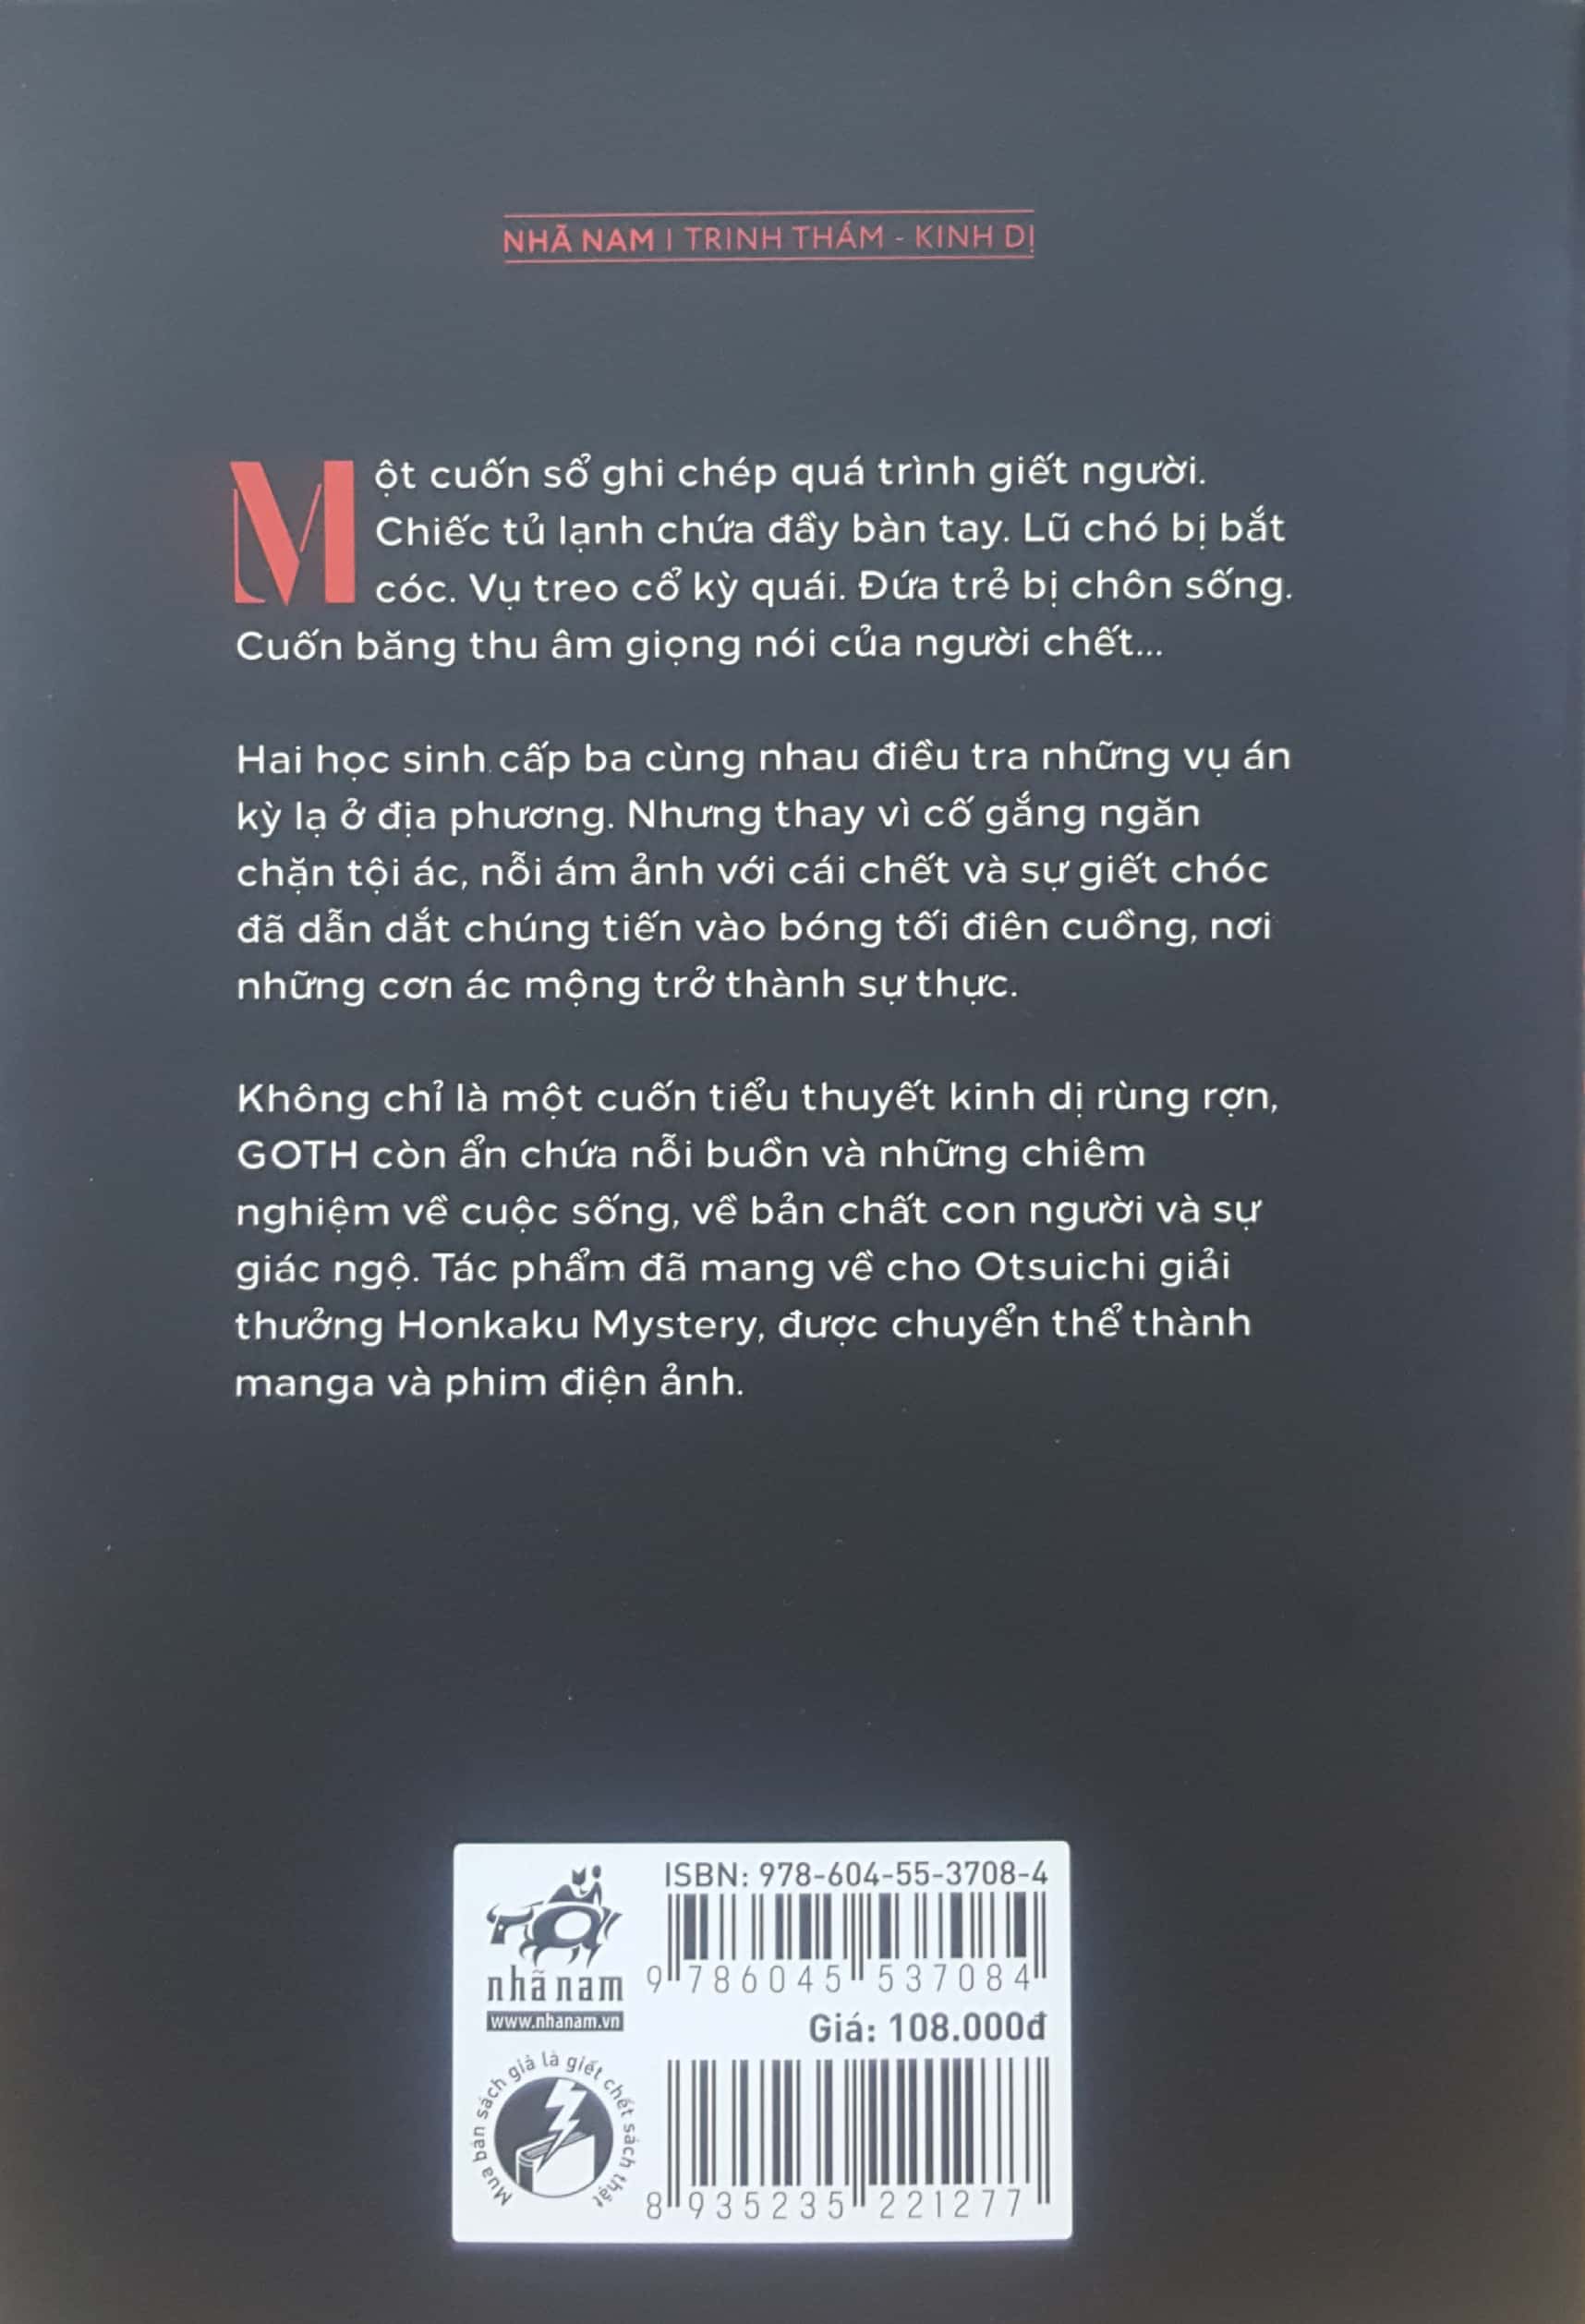 NHÃ NAM | TRINH THÁM - KINH DỊ
Một cuốn sổ ghi chép quá trình giết người.
Chiếc tủ lạnh chứa đầy bàn tay. Lũ chó bị bắt
cóc. Vụ treo cổ kỳ quái. Đứa trẻ bị chôn sống.
Cuốn băng thu âm giọng nói của người chết...
Hai học sinh cấp ba cùng nhau điều tra những vụ án
kỳ lạ ở địa phương. Nhưng thay vì cố gắng ngăn
chặn tội ác, nỗi ám ảnh với cái chết và sự giết chóc
đã dẫn dắt chúng tiến vào bóng tối điên cuồng, nơi
những cơn ác mộng trở thành sự thực.
Không chỉ là một cuốn tiểu thuyết kinh dị rùng rợn,
GOTH còn ẩn chứa nỗi buồn và những chiêm
nghiệm về cuộc sống, về bản chất con người và sự
giác ngộ. Tác phẩm đã mang về cho Otsuichi giải
thưởng Honkaku Mystery, được chuyển thể thành
manga và phim điện ảnh.
ISBN: 978-604-55-3708-4
9 786045 537084
nhã nam
www.nhanam.vn
Giá: 108.000đ
Mua bán sách giả là giết chết sách thật
8 935235 221277